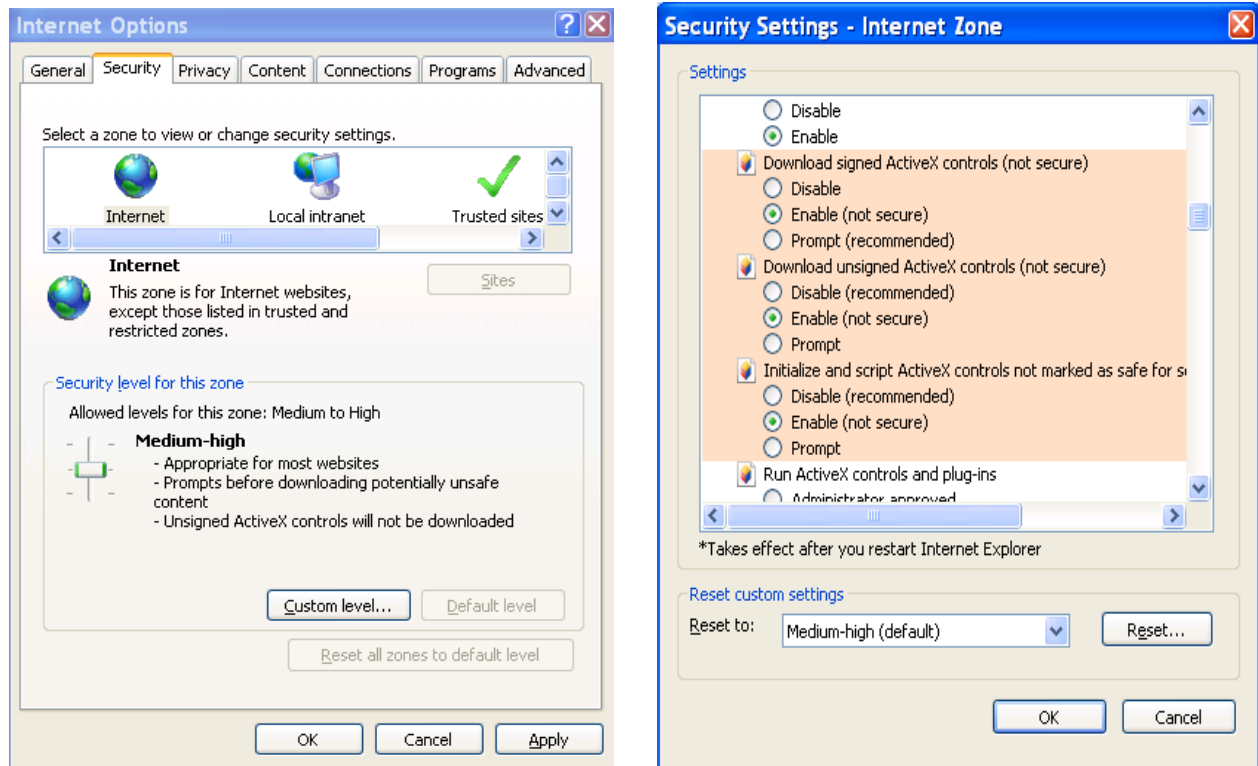 Internet Options
General Security Privacy Content Connections Programs Advanced
Select a zone to view or change security settings.
Internet Local intranet Trusted sites
Internet
This zone is for Internet websites,
except those listed in trusted and
restricted zones.
Sites
Security level for this zone
Allowed levels for this zone: Medium to High
Medium-high
- Appropriate for most websites
- Prompts before downloading potentially unsafe
content
- Unsigned ActiveX controls will not be downloaded
Custom level... Default level
Reset all zones to default level
OK Cancel Apply
Security Settings - Internet Zone
Settings
Disable
Enable
Download signed ActiveX controls (not secure)
Disable
Enable (not secure)
Prompt (recommended)
Download unsigned ActiveX controls (not secure)
Disable (recommended)
Enable (not secure)
Prompt
Initialize and script ActiveX controls not marked as safe for
Disable (recommended)
Enable (not secure)
Prompt
Run ActiveX controls and plug-ins
Administrator approved
*Takes effect after you restart Internet Explorer
Reset custom settings
Reset to: Medium-high (default) Reset...
OK Cancel